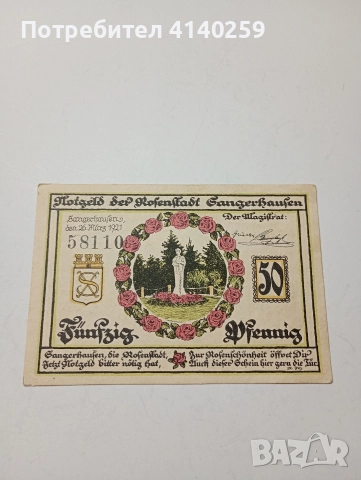 Потребител 4140259
Notgeld der Rosenstadt Sangerhausen
Sangerhausen,
den 26. März 1921
58110
Der Magistrat:
50
Fünfzig Pfennig
Sangerhausen, die Rosenstadt, Zur Rosenschönheit öffnet Dir
Jetzt Notgeld bitter nötig hat, Auch dieser Schein hier gern die Tür.
BAZAR